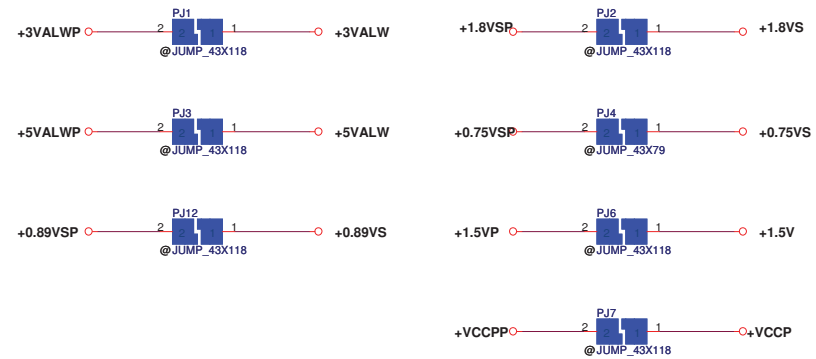 PJ1
+3VALWP 2 2 1 1 +3VALW
@JUMP_43X118
PJ2
+1.8VSP 2 2 1 1 +1.8VS
@JUMP_43X118
PJ3
+5VALWP 2 2 1 1 +5VALW
@JUMP_43X118
PJ4
+0.75VSP 2 2 1 1 +0.75VS
@JUMP_43X79
PJ12
+0.89VSP 2 2 1 1 +0.89VS
@JUMP_43X118
PJ6
+1.5VP 2 2 1 1 +1.5V
@JUMP_43X118
PJ7
+VCCPP 2 2 1 1 +VCCP
@JUMP_43X118